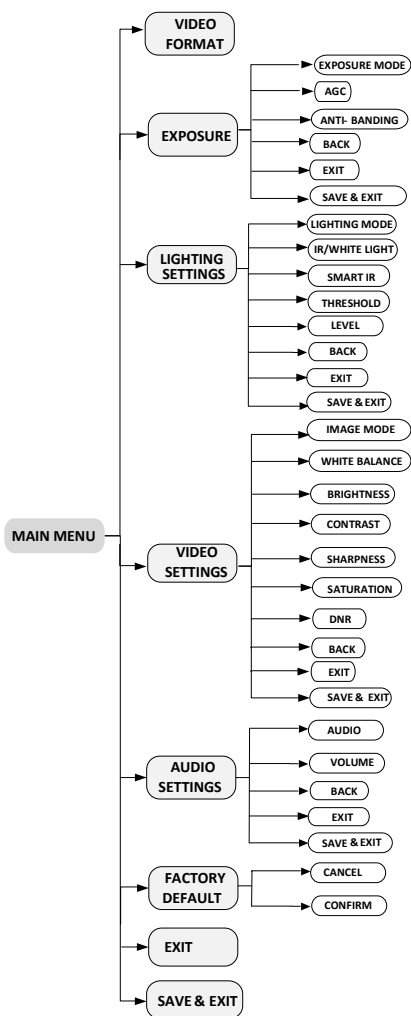 MAIN MENU
VIDEO
FORMAT
EXPOSURE
EXPOSURE MODE
AGC
ANTI- BANDING
BACK
EXIT
SAVE & EXIT
LIGHTING
SETTINGS
LIGHTING MODE
IR/WHITE LIGHT
SMART IR
THRESHOLD
LEVEL
BACK
EXIT
SAVE & EXIT
VIDEO
SETTINGS
IMAGE MODE
WHITE BALANCE
BRIGHTNESS
CONTRAST
SHARPNESS
SATURATION
DNR
BACK
EXIT
SAVE & EXIT
AUDIO
SETTINGS
AUDIO
VOLUME
BACK
EXIT
SAVE & EXIT
FACTORY
DEFAULT
CANCEL
CONFIRM
EXIT
SAVE & EXIT